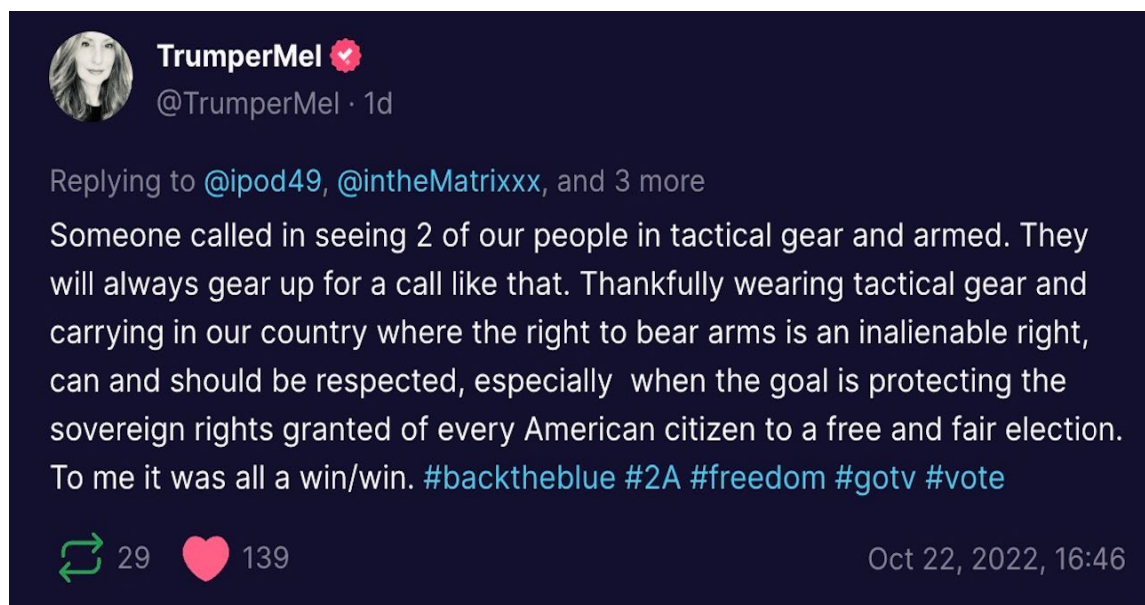 TrumperMel
@TrumperMel · 1d
Replying to @ipod49, @intheMatrixxx, and 3 more
Someone called in seeing 2 of our people in tactical gear and armed. They
will always gear up for a call like that. Thankfully wearing tactical gear and
carrying in our country where the right to bear arms is an inalienable right,
can and should be respected, especially  when the goal is protecting the
sovereign rights granted of every American citizen to a free and fair election.
To me it was all a win/win. #backtheblue #2A #freedom #gotv #vote
29 139 Oct 22, 2022, 16:46